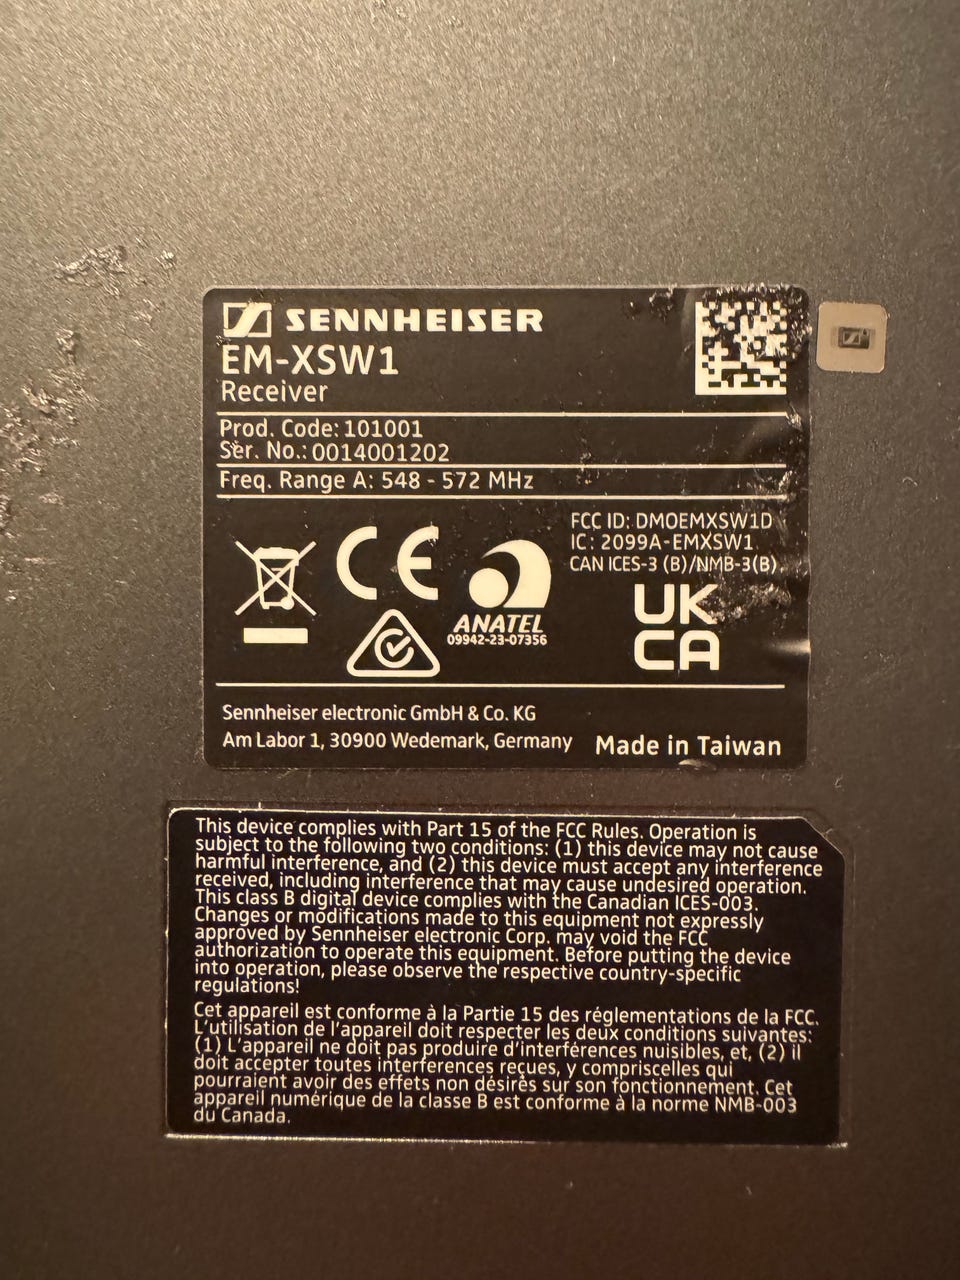 SENNHEISER
EM-XSW1
Receiver
Prod. Code: 101001
Ser. No.: 0014001202
Freq. Range A: 548 - 572 MHz
FCC ID: DMOEMXSW1D
IC: 2099A-EMXSW1
CAN ICES-3 (B)/NMB-3(B)
CE
ANATEL
09942-23-07356
UK
CA
Sennheiser electronic GmbH & Co. KG
Am Labor 1, 30900 Wedemark, Germany
Made in Taiwan
This device complies with Part 15 of the FCC Rules. Operation is
subject to the following two conditions: (1) this device may not cause
harmful interference, and (2) this device must accept any interference
received, including interference that may cause undesired operation.
This class B digital device complies with the Canadian ICES-003.
Changes or modifications made to this equipment not expressly
approved by Sennheiser electronic Corp. may void the FCC
authorization to operate this equipment. Before putting the device
into operation, please observe the respective country-specific
regulations!
Cet appareil est conforme à la Partie 15 des réglementations de la FCC.
L'utilisation de l'appareil doit respecter les deux conditions suivantes:
(1) L'appareil ne doit pas produire d'interférences nuisibles, et, (2) il
doit accepter toutes interferences reçues, y compriscelles qui
pourraient avoir des effets non désirés sur son fonctionnement. Cet
appareil numérique de la classe B est conforme à la norme NMB-003
du Canada.